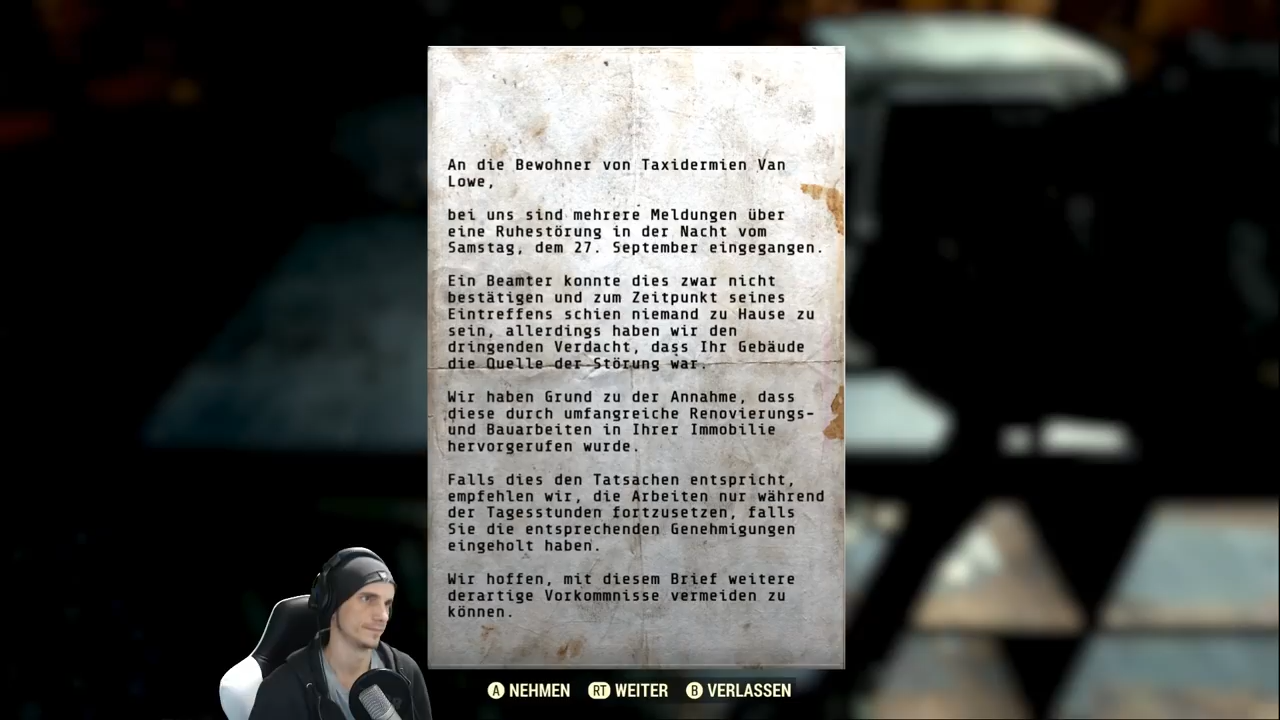 An die Bewohner von Taxidermien Van
Lowe,
bei uns sind mehrere Meldungen über
eine Ruhestörung in der Nacht vom
Samstag, dem 27. September eingegangen.
Ein Beamter konnte dies zwar nicht
bestätigen und zum Zeitpunkt seines
Eintreffens schien niemand zu Hause zu
sein, allerdings haben wir den
dringenden Verdacht, dass Ihr Gebäude
die Quelle der Störung war.
Wir haben Grund zu der Annahme, dass
diese durch umfangreiche Renovierungs-
und Bauarbeiten in Ihrer Immobilie
hervorgerufen wurde.
Falls dies den Tatsachen entspricht,
empfehlen wir, die Arbeiten nur während
der Tagesstunden fortzusetzen, falls
Sie die entsprechenden Genehmigungen
eingeholt haben.
Wir hoffen, mit diesem Brief weitere
derartige Vorkommnisse vermeiden zu
können.
A NEHMEN RT WEITER B VERLASSEN